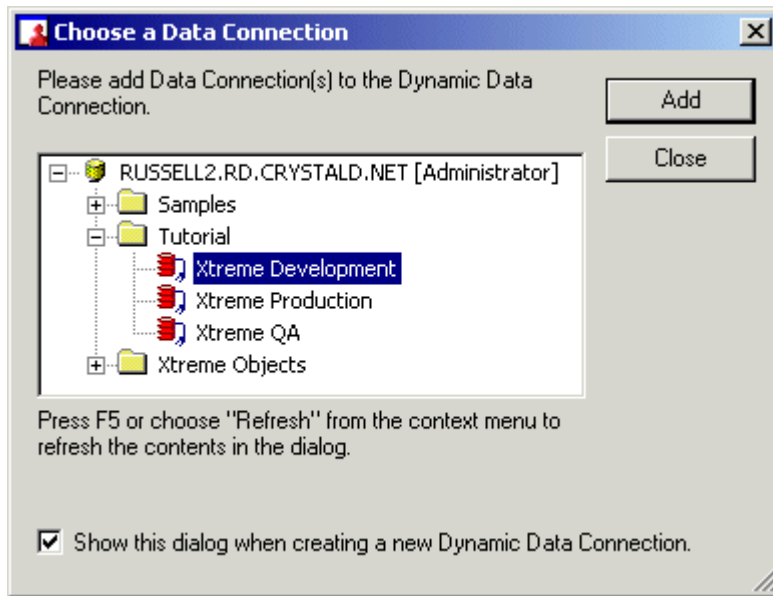 Choose a Data Connection
Please add Data Connection(s) to the Dynamic Data
Connection.
Add
Close
RUSSELL2.RD.CRYSTALD.NET [Administrator]
Samples
Tutorial
Xtreme Development
Xtreme Production
Xtreme QA
Xtreme Objects
Press F5 or choose "Refresh" from the context menu to
refresh the contents in the dialog.
Show this dialog when creating a new Dynamic Data Connection.